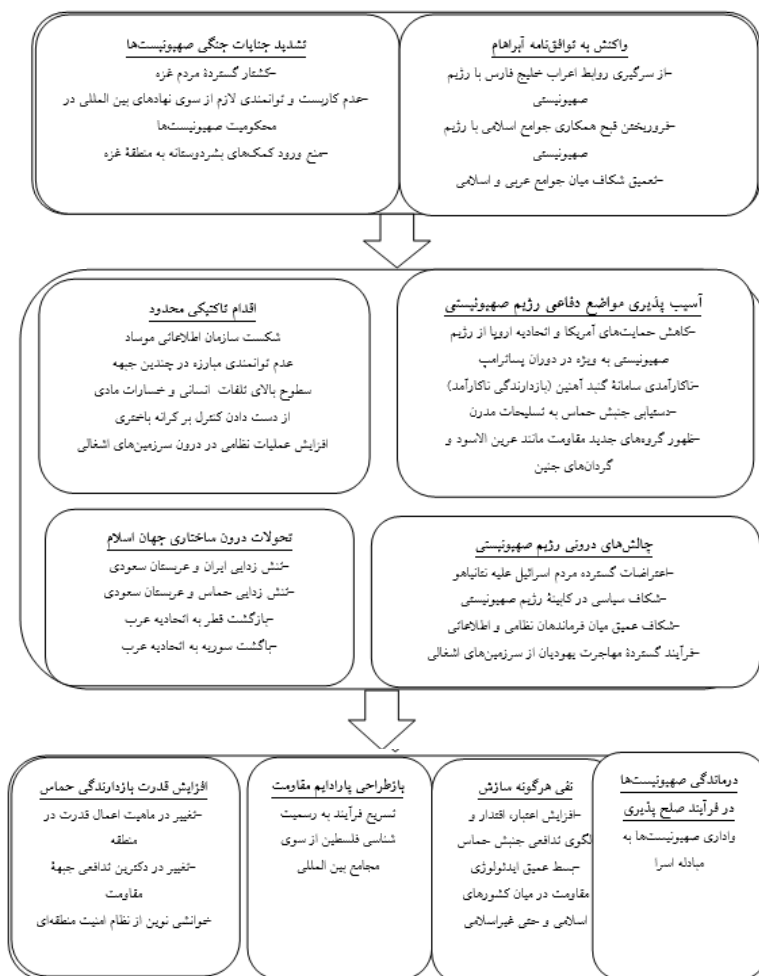 واکنش به توافق‌نامه آبراهام
-از سرگیری روابط اعراب خلیج فارس با رژیم
صهیونیستی
-فروریختن قبح همکاری جوامع اسلامی با رژیم
صهیونیستی
-تعمیق شکاف میان جوامع عربی و اسلامی
تشدید جنایات جنگی صهیونیست‌ها
-کشتار گستردۀ مردم غزه
-عدم کاربست و توانمندی لازم از سوی نهادهای بین المللی در
محکومیت صهیونیست‌ها
-منع ورود کمک‌های بشردوستانه به منطقۀ غزه
آسیب پذیری مواضع دفاعی رژیم صهیونیستی
-کاهش حمایت‌های آمریکا و اتحادیه اروپا از رژیم
صهیونیستی به ویژه در دوران پساترامپ
-ناکارآمدی سامانۀ گنبد آهنین (بازدارندگی ناکارآمد)
-دستیابی جنبش حماس به تسلیحات مدرن
-ظهور گروه‌های جدید مقاومت مانند عرین الاسود و
گردان‌های جنین
اقدام تاکتیکی محدود
شکست سازمان اطلاعاتی موساد
عدم توانمندی مبارزه در چندین جبهه
سطوح بالای تلفات انسانی و خسارات مادی
از دست دادن کنترل بر کرانه باختری
افزایش عملیات نظامی در درون سرزمین‌های اشغالی
چالش‌های درونی رژیم صهیونیستی
-اعتراضات گسترده مردم اسرائیل علیه نتانیاهو
-شکاف سیاسی در کابینۀ رژیم صهیونیستی
-شکاف عمیق میان فرماندهان نظامی و اطلاعاتی
-فرآیند گستردۀ مهاجرت یهودیان از سرزمین‌های اشغالی
تحولات درون ساختاری جهان اسلام
-تنش زدایی ایران و عربستان سعودی
-تنش زدایی حماس و عربستان سعودی
-بازگشت قطر به اتحادیه عرب
-باگشت سوریه به اتحادیه عرب
درماندگی صهیونیست‌ها
در فرآیند صلح پذیری
واداری صهیونیست‌ها به
مبادله اسرا
نفی هرگونه سازش
-افزایش اعتبار، اقتدار و
الگوی تدافعی جنبش حماس
-بسط عمیق ایدئولوژی
مقاومت در میان کشورهای
اسلامی و حتی غیراسلامی
بازطراحی پارادایم مقاومت
تسریع فرآیند به رسمیت
شناسی فلسطین از سوی
مجامع بین المللی
افزایش قدرت بازدارندگی حماس
-تغییر در ماهیت اعمال قدرت در
منطقه
-تغییر در دکترین تدافعی جبهۀ
مقاومت
خوانشی نوین از نظام امنیت منطقه‌ای